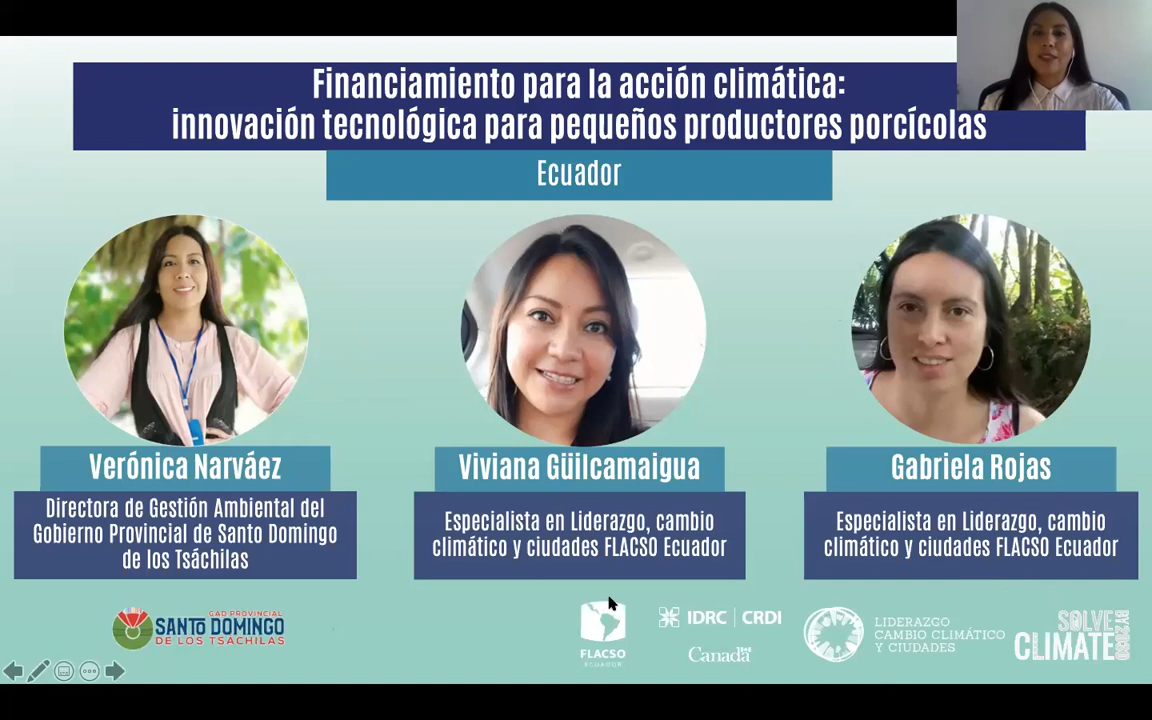 Financiamiento para la acción climática:
innovación tecnológica para pequeños productores porcícolas
Ecuador
Verónica Narváez
Directora de Gestión Ambiental del
Gobierno Provincial de Santo Domingo
de los Tsáchilas
Viviana Güilcamaigua
Especialista en Liderazgo, cambio
climático y ciudades FLACSO Ecuador
Gabriela Rojas
Especialista en Liderazgo, cambio
climático y ciudades FLACSO Ecuador
GAD PROVINCIAL
SANTO DOMINGO
DE LOS TSÁCHILAS
FLACSO
ECUADOR
IDRC | CRDI
Canada
LIDERAZGO
CAMBIO CLIMÁTICO
Y CIUDADES
SOLVE
CLIMATE
BY2030